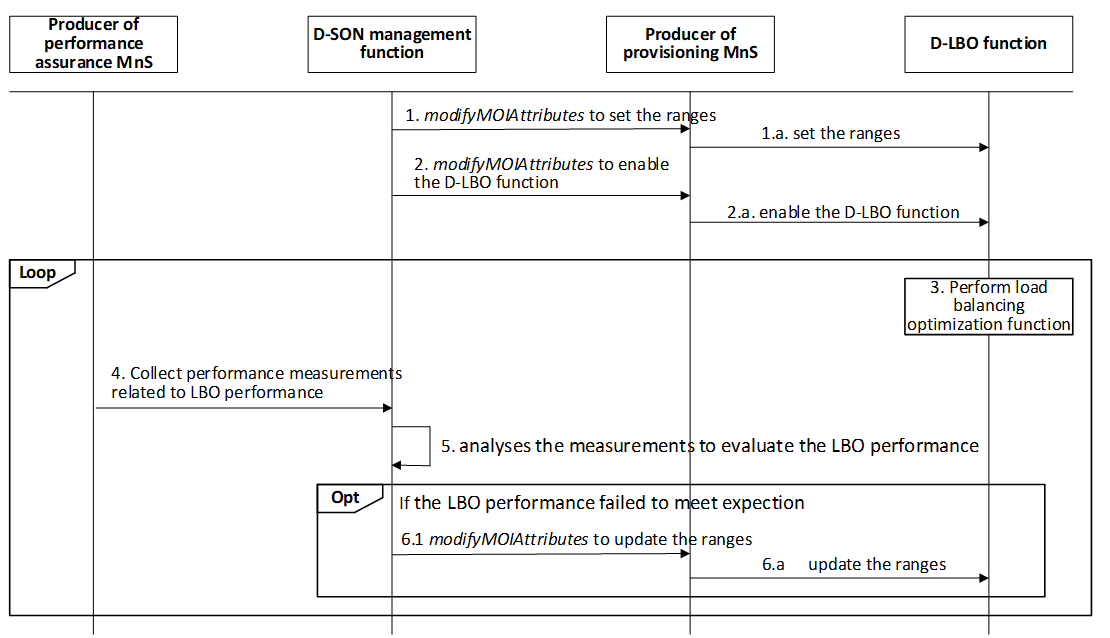 Producer of
performance
assurance MnS
D-SON management
function
Producer of
provisioning MnS
D-LBO function
1. modifyMOIAttributes to set the ranges
1.a. set the ranges
2. modifyMOIAttributes to enable
the D-LBO function
2.a. enable the D-LBO function
Loop
3. Perform load
balancing
optimization function
4. Collect performance measurements
related to LBO performance
5. analyses the measurements to evaluate the LBO performance
Opt
If the LBO performance failed to meet expection
6.1 modifyMOIAttributes to update the ranges
6.a update the ranges